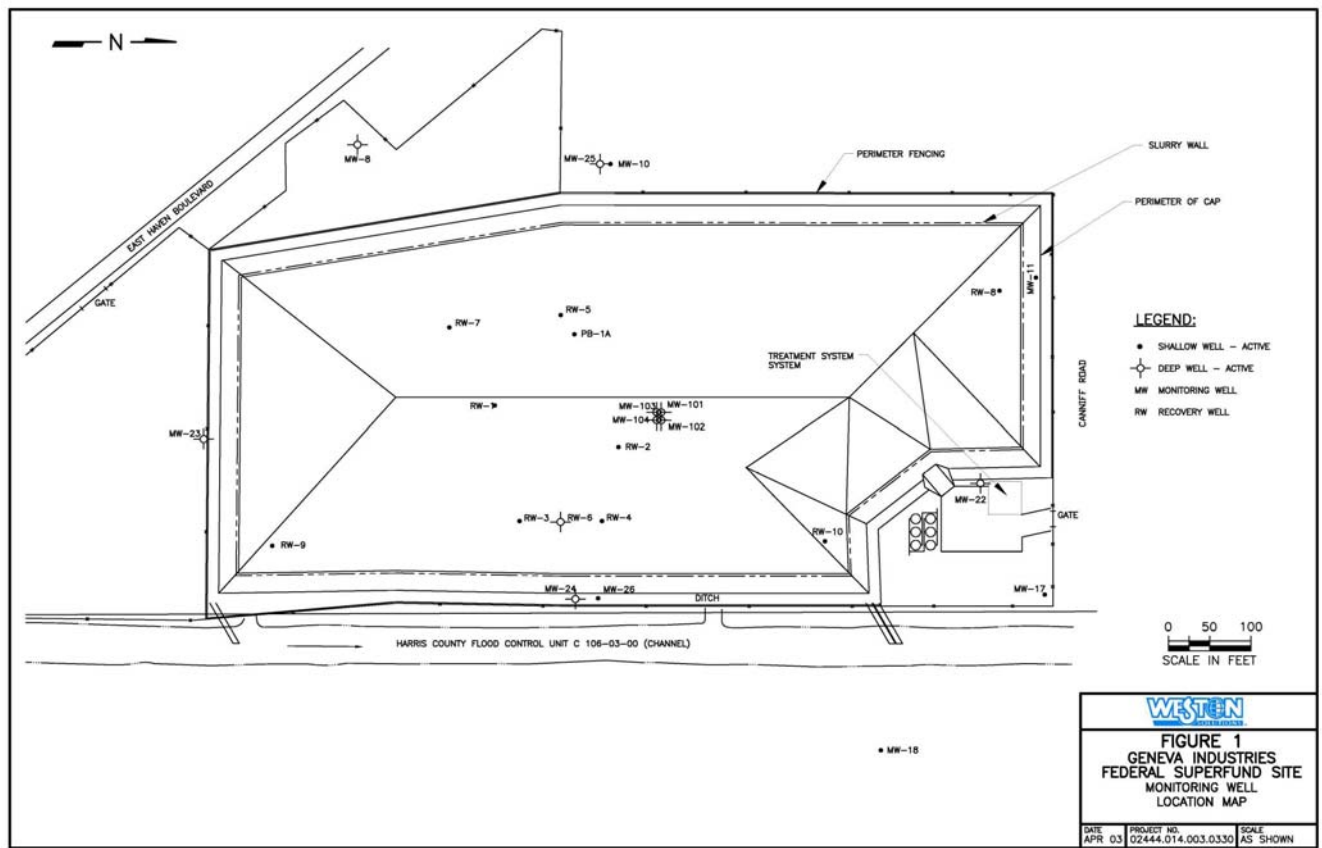 N
EAST HAVEN BOULEVARD
GATE
MW-8
MW-25
MW-10
PERIMETER FENCING
SLURRY WALL
PERIMETER OF CAP
MW-11
RW-8
RW-5
RW-7
PB-1A
TREATMENT SYSTEM
SYSTEM
CANNIFF ROAD
LEGEND:
SHALLOW WELL - ACTIVE
DEEP WELL - ACTIVE
MW MONITORING WELL
RW RECOVERY WELL
RW-1
MW-103
MW-101
MW-104
MW-102
MW-23
RW-2
MW-22
GATE
RW-3
RW-6
RW-4
RW-10
RW-9
MW-24
MW-26
DITCH
MW-17
HARRIS COUNTY FLOOD CONTROL UNIT C 106-03-00 (CHANNEL)
0 50 100
SCALE IN FEET
MW-18
WESTON
SOLUTIONS
FIGURE 1
GENEVA INDUSTRIES
FEDERAL SUPERFUND SITE
MONITORING WELL
LOCATION MAP
DATE
APR 03
PROJECT NO.
02444.014.003.0330
SCALE
AS SHOWN